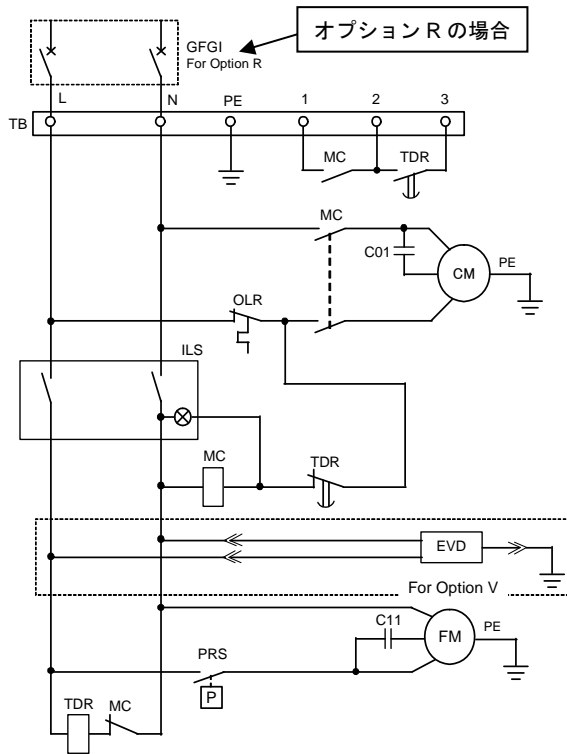 オプション R の場合
GFGI
For Option R
L
N
PE
1
2
3
TB
MC
TDR
MC
C01
CM
PE
OLR
ILS
MC
TDR
EVD
For Option V
C11
FM
PE
PRS
P
TDR
MC